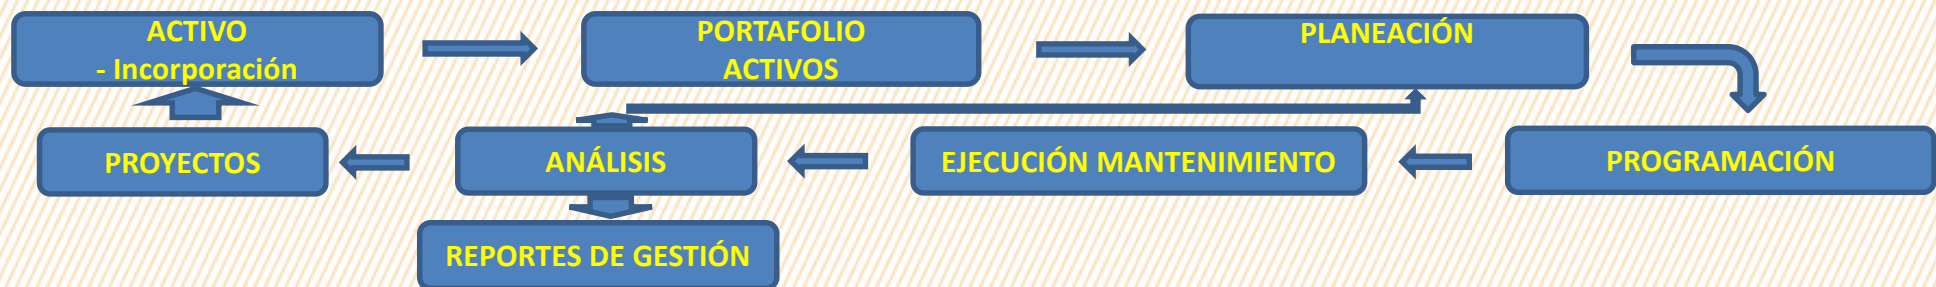 ACTIVO
- Incorporación
PORTAFOLIO
ACTIVOS
PLANEACIÓN
PROYECTOS
ANÁLISIS
EJECUCIÓN MANTENIMIENTO
PROGRAMACIÓN
REPORTES DE GESTIÓN